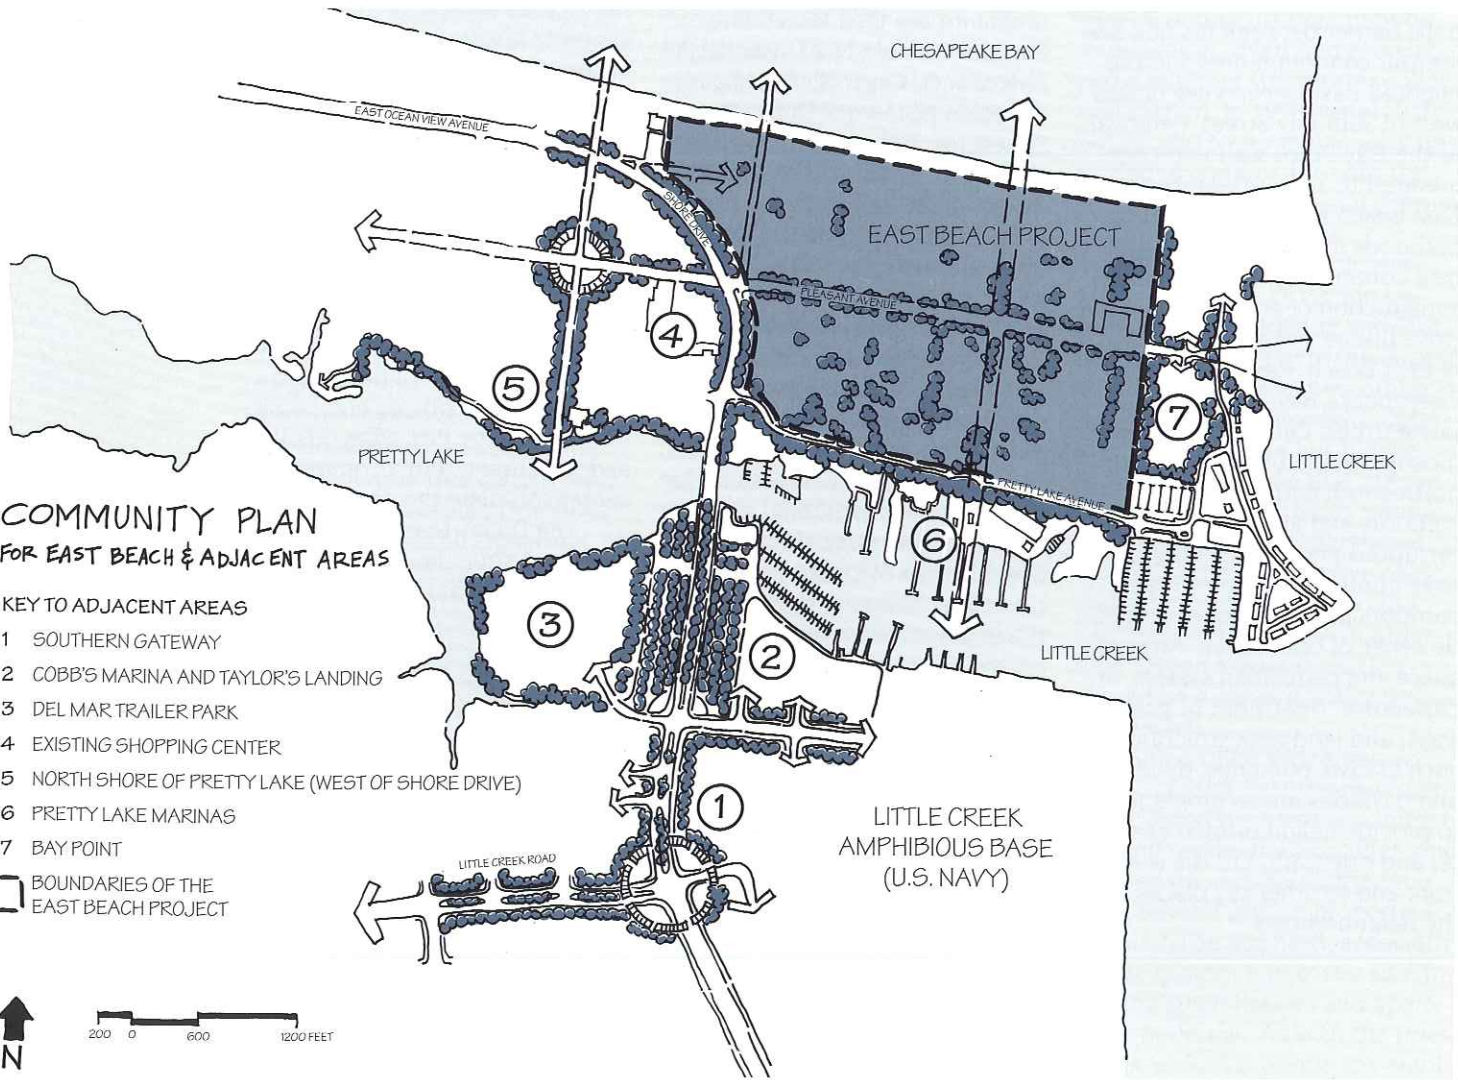 CHESAPEAKE BAY
EAST OCEAN VIEW AVENUE
SHORE DRIVE
EAST BEACH PROJECT
PLEASANT AVENUE
4
5
7
PRETTY LAKE
LITTLE CREEK
PRETTY LAKE AVENUE
6
COMMUNITY PLAN
FOR EAST BEACH & ADJACENT AREAS
KEY TO ADJACENT AREAS
1 SOUTHERN GATEWAY
2 COBB'S MARINA AND TAYLOR'S LANDING
3 DEL MAR TRAILER PARK
4 EXISTING SHOPPING CENTER
5 NORTH SHORE OF PRETTY LAKE (WEST OF SHORE DRIVE)
6 PRETTY LAKE MARINAS
7 BAY POINT
BOUNDARIES OF THE
EAST BEACH PROJECT
3
2
LITTLE CREEK
1
LITTLE CREEK
AMPHIBIOUS BASE
(U.S. NAVY)
LITTLE CREEK ROAD
N
200 0 600 1200 FEET